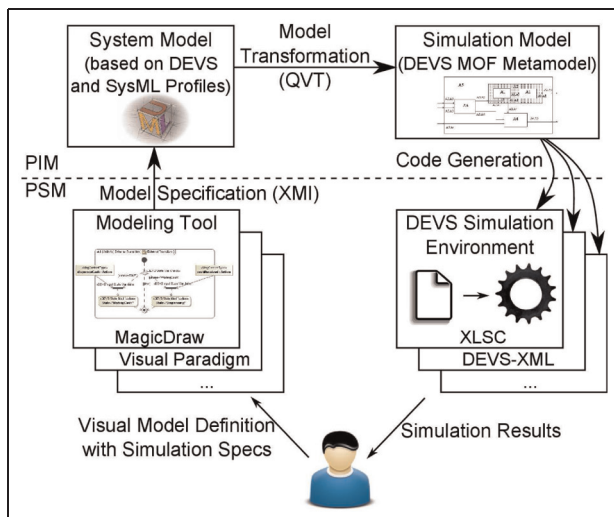 System Model
(based on DEVS
and SysML Profiles)
Model
Transformation
(QVT)
Simulation Model
(DEVS MOF Metamodel)
PIM
Code Generation
PSM
Model Specification (XMI)
Modeling Tool
MagicDraw
Visual Paradigm
...
DEVS Simulation
Environment
XLSC
DEVS-XML
...
Visual Model Definition
with Simulation Specs
Simulation Results